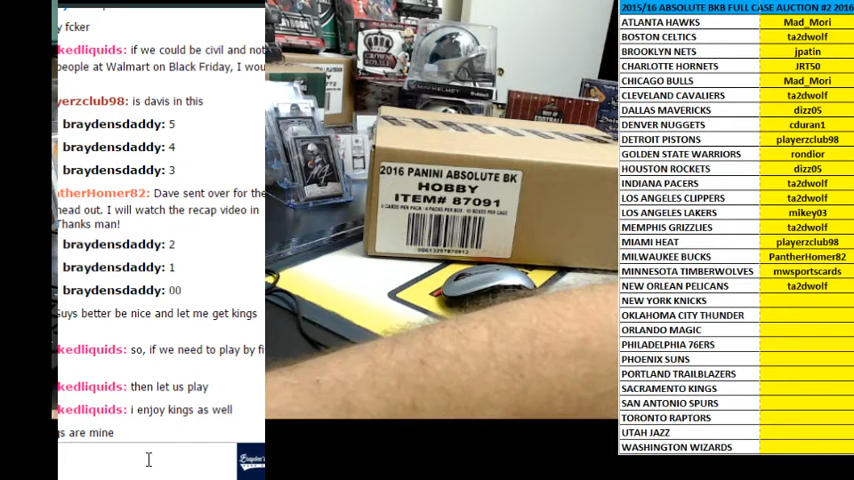 y fcker
kedliquids: if we could be civil and not
people at Walmart on Black Friday, I wou
yerzclub98: is davis in this
braydensdaddy: 5
braydensdaddy: 4
braydensdaddy: 3
atherHomer82: Dave sent over for the
head out. I will watch the recap video in
Thanks man!
braydensdaddy: 2
braydensdaddy: 1
braydensdaddy: 00
Guys better be nice and let me get kings
kedliquids: so, if we need to play by fi
kedliquids: then let us play
kedliquids: i enjoy kings as well
gs are mine
CROWN
ROYALE
2016 PANINI ABSOLUTE BK
HOBBY
ITEM# 87091
2015/16 ABSOLUTE BKB FULL CASE AUCTION #2 2016
ATLANTA HAWKS Mad_Mori
BOSTON CELTICS ta2dwolf
BROOKLYN NETS jpatin
CHARLOTTE HORNETS JRT50
CHICAGO BULLS Mad_Mori
CLEVELAND CAVALIERS ta2dwolf
DALLAS MAVERICKS dizz05
DENVER NUGGETS cduran1
DETROIT PISTONS playerzclub98
GOLDEN STATE WARRIORS rondior
HOUSTON ROCKETS dizz05
INDIANA PACERS ta2dwolf
LOS ANGELES CLIPPERS ta2dwolf
LOS ANGELES LAKERS mikey03
MEMPHIS GRIZZLIES ta2dwolf
MIAMI HEAT playerzclub98
MILWAUKEE BUCKS PantherHomer82
MINNESOTA TIMBERWOLVES mwsportscards
NEW ORLEAN PELICANS ta2dwolf
NEW YORK KNICKS
OKLAHOMA CITY THUNDER
ORLANDO MAGIC
PHILADELPHIA 76ERS
PHOENIX SUNS
PORTLAND TRAILBLAZERS
SACRAMENTO KINGS
SAN ANTONIO SPURS
TORONTO RAPTORS
UTAH JAZZ
WASHINGTON WIZARDS